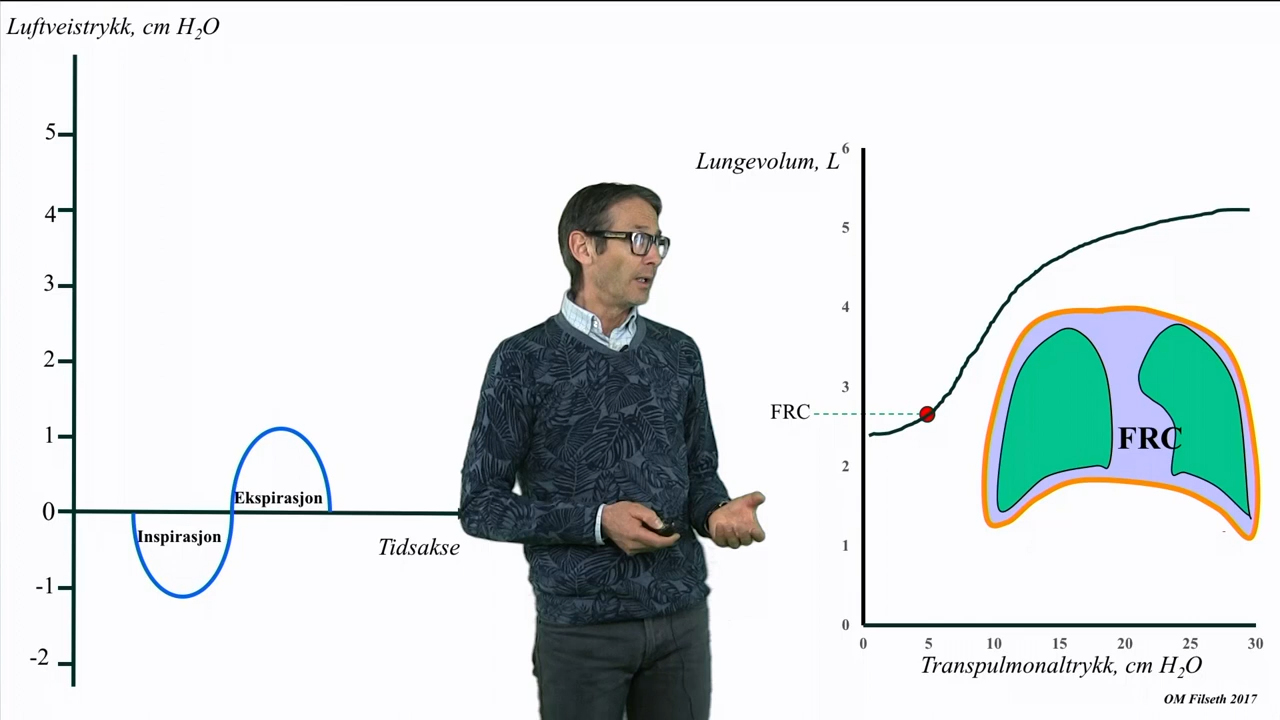 Luftveistrykk, cm H₂O
5
4
3
2
1
0
-1
-2
Inspirasjon
Ekspirasjon
Tidsakse
Lungevolum, L
6
5
4
3
2
1
0
FRC
FRC
0 5 10 15 20 25 30
Transpulmonaltrykk, cm H₂O
OM Filseth 2017